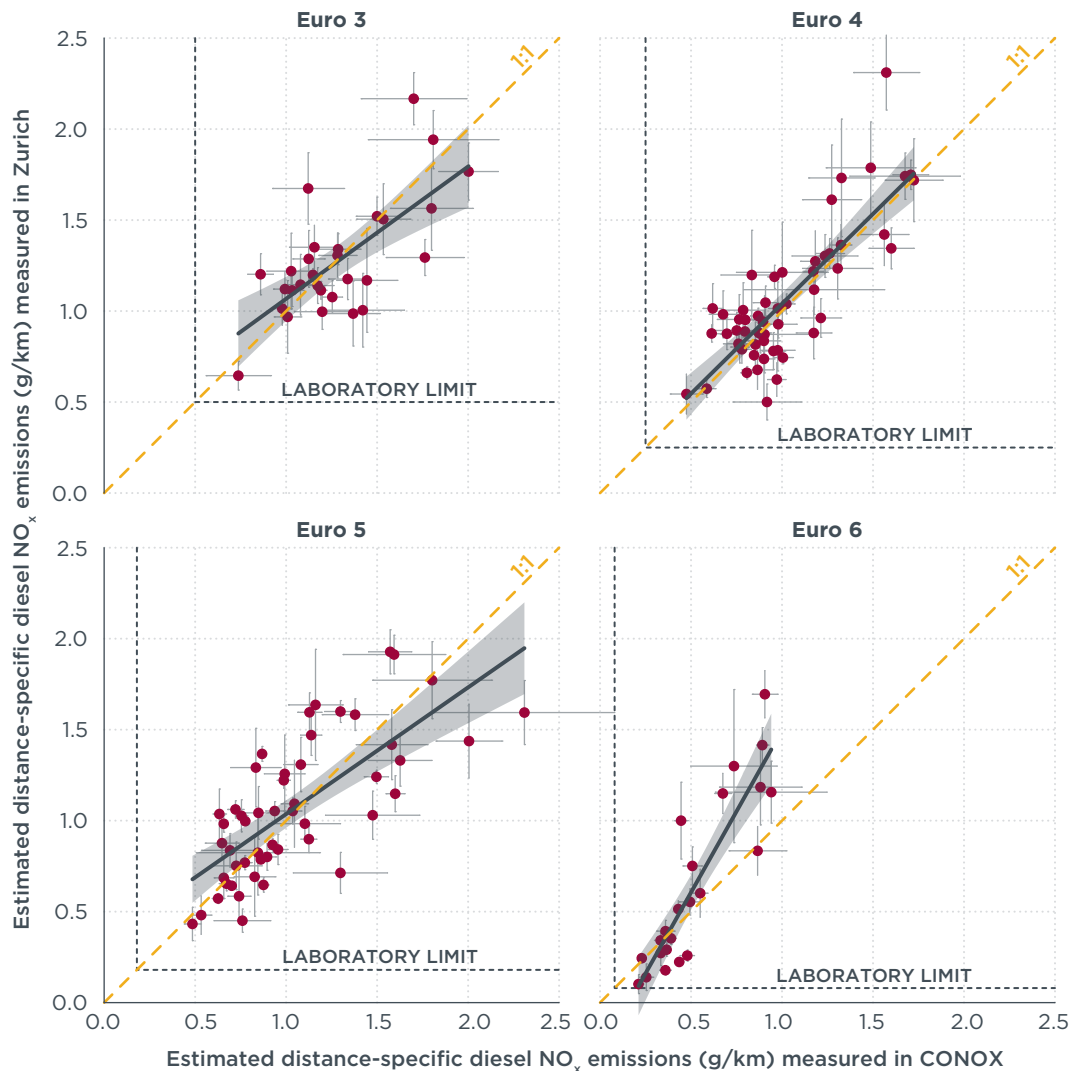 Euro 3
Euro 4
2.5
2.0
1.5
1.0
0.5
0.0
1:1
LABORATORY LIMIT
1:1
LABORATORY LIMIT
Euro 5
Euro 6
2.5
2.0
1.5
1.0
0.5
0.0
1:1
LABORATORY LIMIT
1:1
LABORATORY LIMIT
0.0 0.5 1.0 1.5 2.0 2.5
0.0 0.5 1.0 1.5 2.0 2.5
Estimated distance-specific diesel NOx emissions (g/km) measured in Zurich
Estimated distance-specific diesel NOx emissions (g/km) measured in CONOX